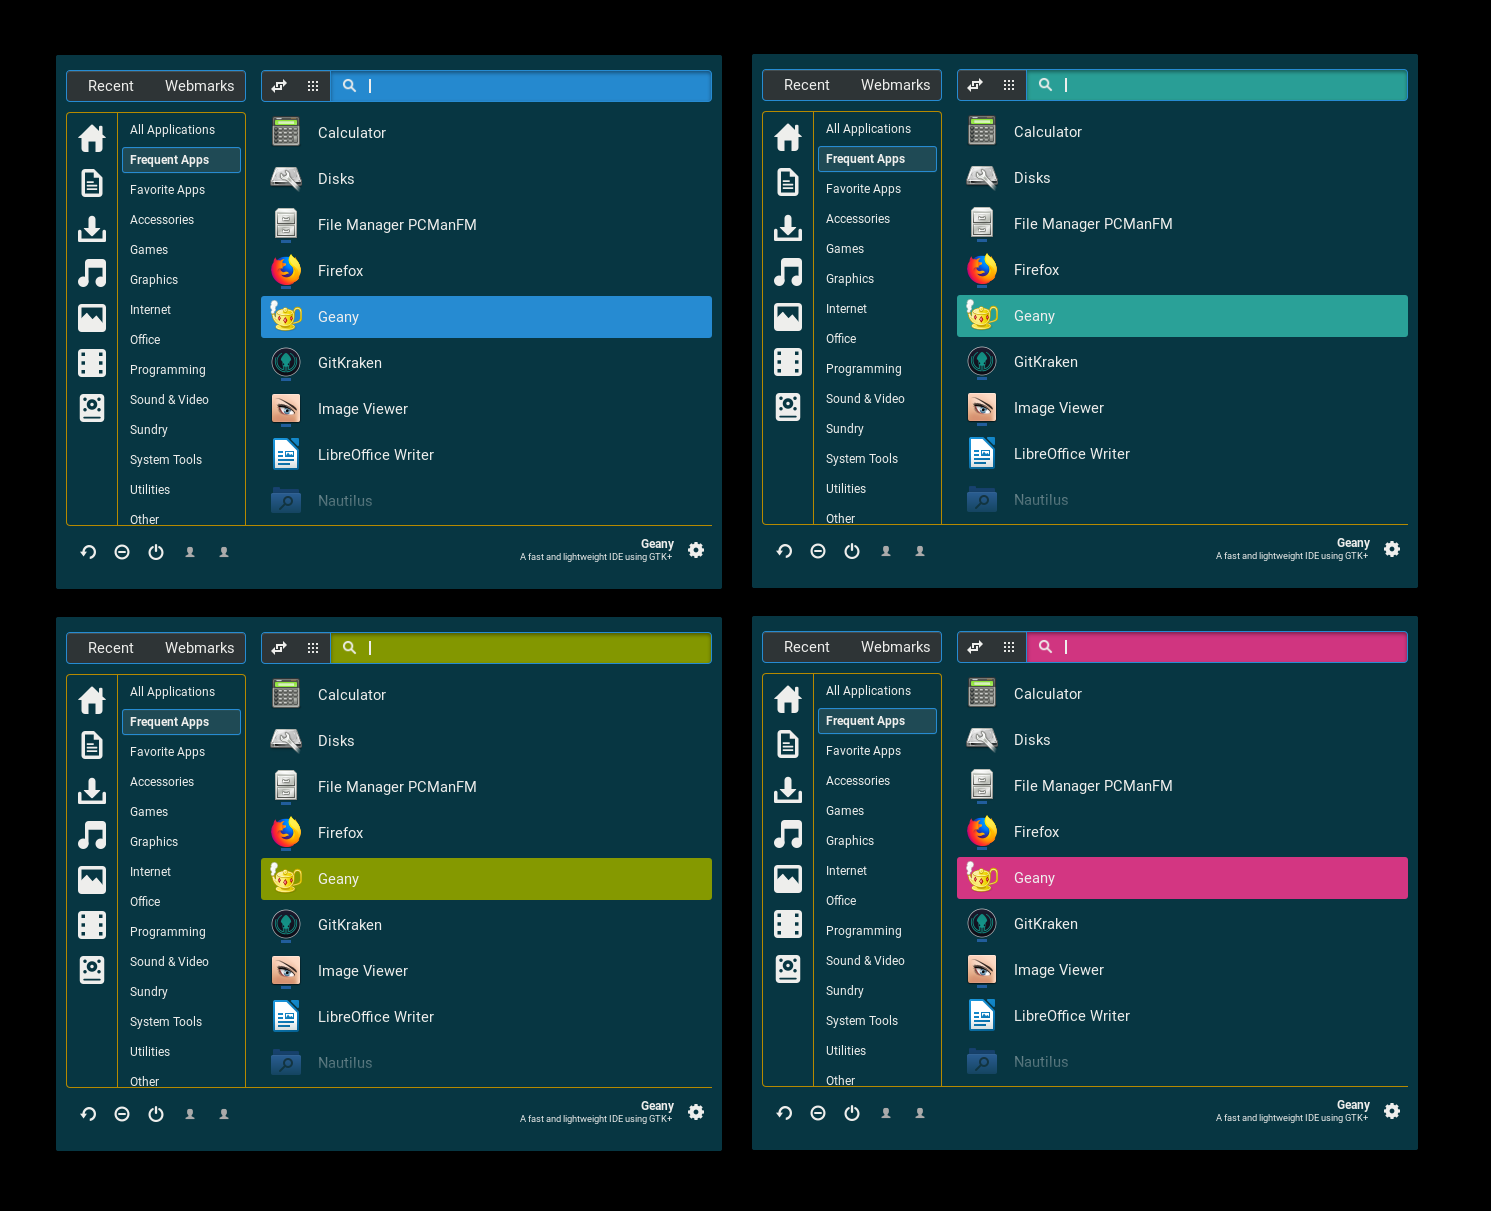 Recent Webmarks
All Applications
Frequent Apps
Favorite Apps
Accessories
Games
Graphics
Internet
Office
Programming
Sound & Video
Sundry
System Tools
Utilities
Other
Calculator
Disks
File Manager PCManFM
Firefox
Geany
GitKraken
Image Viewer
LibreOffice Writer
Nautilus
Geany
A fast and lightweight IDE using GTK+
Recent Webmarks
All Applications
Frequent Apps
Favorite Apps
Accessories
Games
Graphics
Internet
Office
Programming
Sound & Video
Sundry
System Tools
Utilities
Other
Calculator
Disks
File Manager PCManFM
Firefox
Geany
GitKraken
Image Viewer
LibreOffice Writer
Nautilus
Geany
A fast and lightweight IDE using GTK+
Recent Webmarks
All Applications
Frequent Apps
Favorite Apps
Accessories
Games
Graphics
Internet
Office
Programming
Sound & Video
Sundry
System Tools
Utilities
Other
Calculator
Disks
File Manager PCManFM
Firefox
Geany
GitKraken
Image Viewer
LibreOffice Writer
Nautilus
Geany
A fast and lightweight IDE using GTK+
Recent Webmarks
All Applications
Frequent Apps
Favorite Apps
Accessories
Games
Graphics
Internet
Office
Programming
Sound & Video
Sundry
System Tools
Utilities
Other
Calculator
Disks
File Manager PCManFM
Firefox
Geany
GitKraken
Image Viewer
LibreOffice Writer
Nautilus
Geany
A fast and lightweight IDE using GTK+